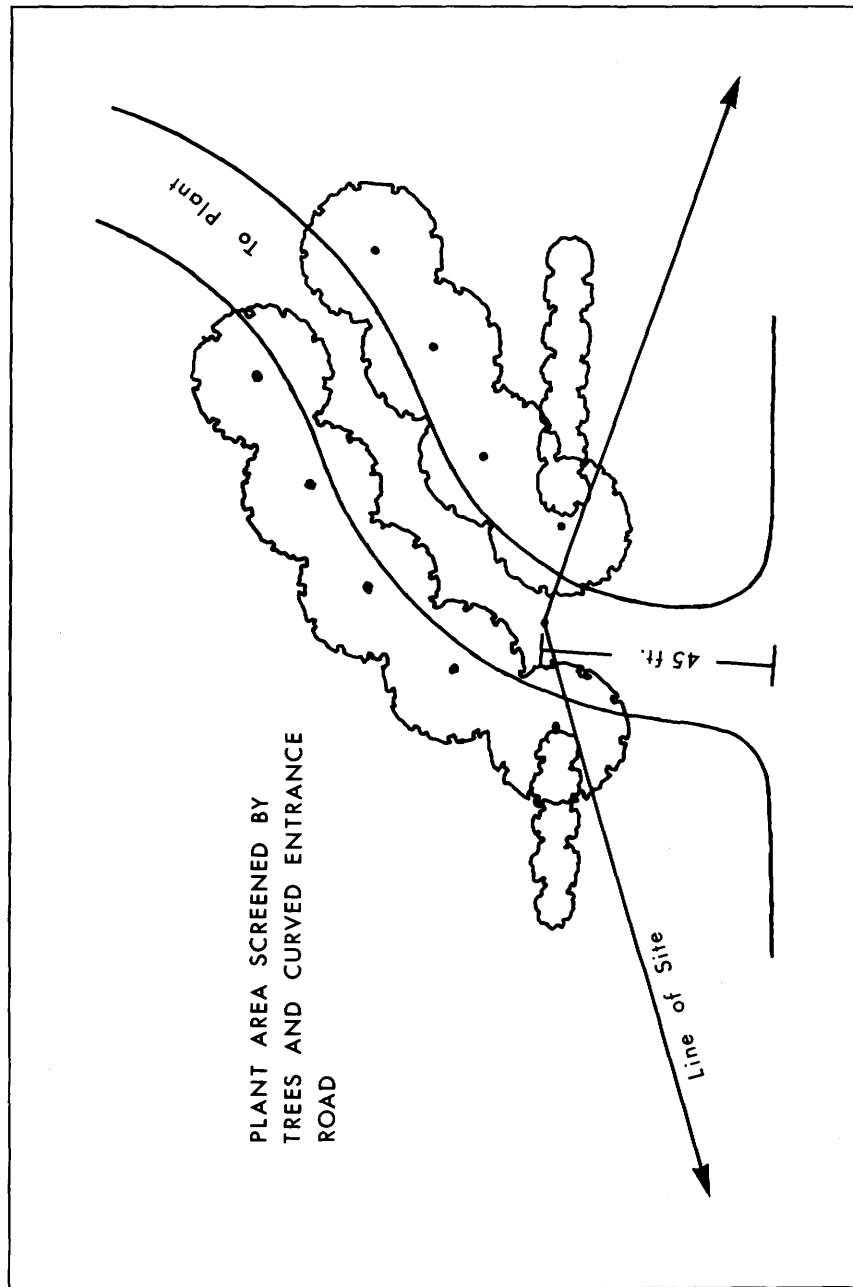 PLANT AREA SCREENED BY
TREES AND CURVED ENTRANCE
ROAD
To Plant
45 ft.
Line of Site